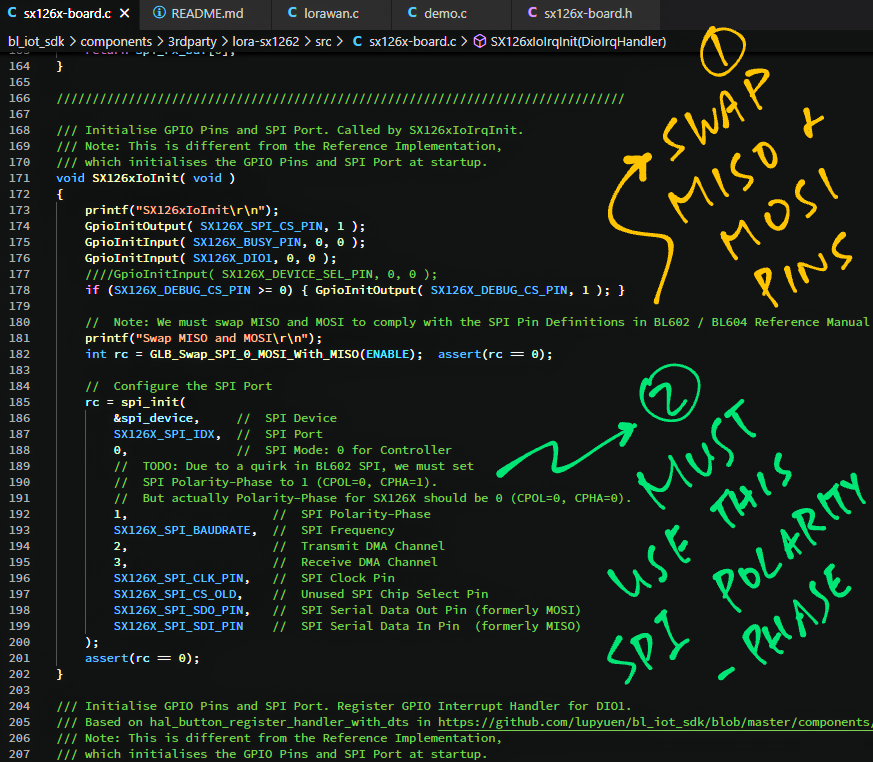 sx126x-board.c
README.md
lorawan.c
demo.c
sx126x-board.h
bl_iot_sdk > components > 3rdparty > lora-sx1262 > src > C sx126x-board.c > SX126xIoIrqInit(DioIrqHandler)
164 }
165
166 ///////////////////////////////////////////////////////////////////////////////
167
168 /// Initialise GPIO Pins and SPI Port. Called by SX126xIoIrqInit.
169 /// Note: This is different from the Reference Implementation,
170 /// which initialises the GPIO Pins and SPI Port at startup.
171 void SX126xIoInit( void )
172 {
173 printf("SX126xIoInit\r\n");
174 GpioInitOutput( SX126X_SPI_CS_PIN, 1 );
175 GpioInitInput( SX126X_BUSY_PIN, 0, 0 );
176 GpioInitInput( SX126X_DIO1, 0, 0 );
177 ////GpioInitInput( SX126X_DEVICE_SEL_PIN, 0, 0 );
178 if (SX126X_DEBUG_CS_PIN >= 0) { GpioInitOutput( SX126X_DEBUG_CS_PIN, 1 ); }
179
180 // Note: We must swap MISO and MOSI to comply with the SPI Pin Definitions in BL602 / BL604 Reference Manual
181 printf("Swap MISO and MOSI\r\n");
182 int rc = GLB_Swap_SPI_0_MOSI_With_MISO(ENABLE); assert(rc == 0);
183
184 // Configure the SPI Port
185 rc = spi_init(
186 &spi_device, // SPI Device
187 SX126X_SPI_IDX, // SPI Port
188 0, // SPI Mode: 0 for Controller
189 // TODO: Due to a quirk in BL602 SPI, we must set
190 // SPI Polarity-Phase to 1 (CPOL=0, CPHA=1).
191 // But actually Polarity-Phase for SX126X should be 0 (CPOL=0, CPHA=0).
192 1, // SPI Polarity-Phase
193 SX126X_SPI_BAUDRATE, // SPI Frequency
194 2, // Transmit DMA Channel
195 3, // Receive DMA Channel
196 SX126X_SPI_CLK_PIN, // SPI Clock Pin
197 SX126X_SPI_CS_OLD, // Unused SPI Chip Select Pin
198 SX126X_SPI_SDO_PIN, // SPI Serial Data Out Pin (formerly MOSI)
199 SX126X_SPI_SDI_PIN // SPI Serial Data In Pin (formerly MISO)
200 );
201 assert(rc == 0);
202 }
203
204 /// Initialise GPIO Pins and SPI Port. Register GPIO Interrupt Handler for DIO1.
205 /// Based on hal_button_register_handler_with_dts in https://github.com/lupyuen/bl_iot_sdk/blob/master/components/
206 /// Note: This is different from the Reference Implementation,
207 /// which initialises the GPIO Pins and SPI Port at startup.
1
SWAP
MISO +
MOSI
PINS
2
MUST
USE THIS
SPI POLARITY
- PHASE